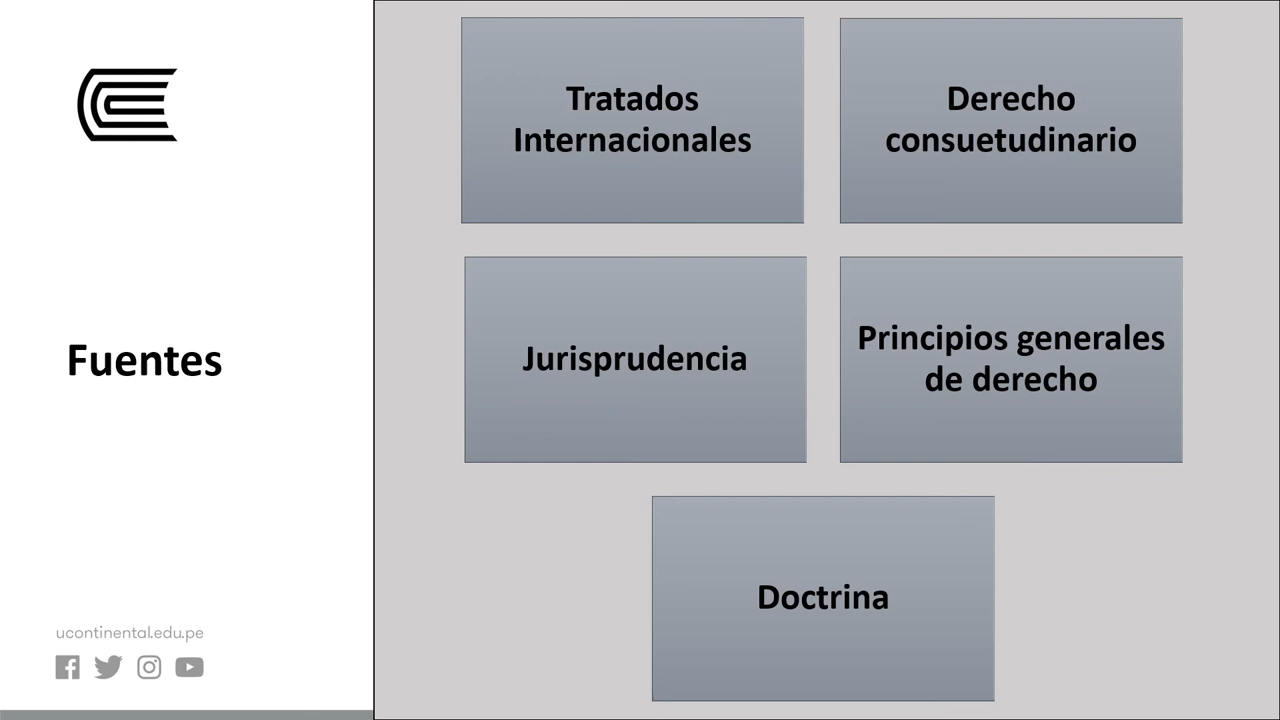 Fuentes
ucontinental.edu.pe
Tratados
Internacionales
Derecho
consuetudinario
Jurisprudencia
Principios generales
de derecho
Doctrina